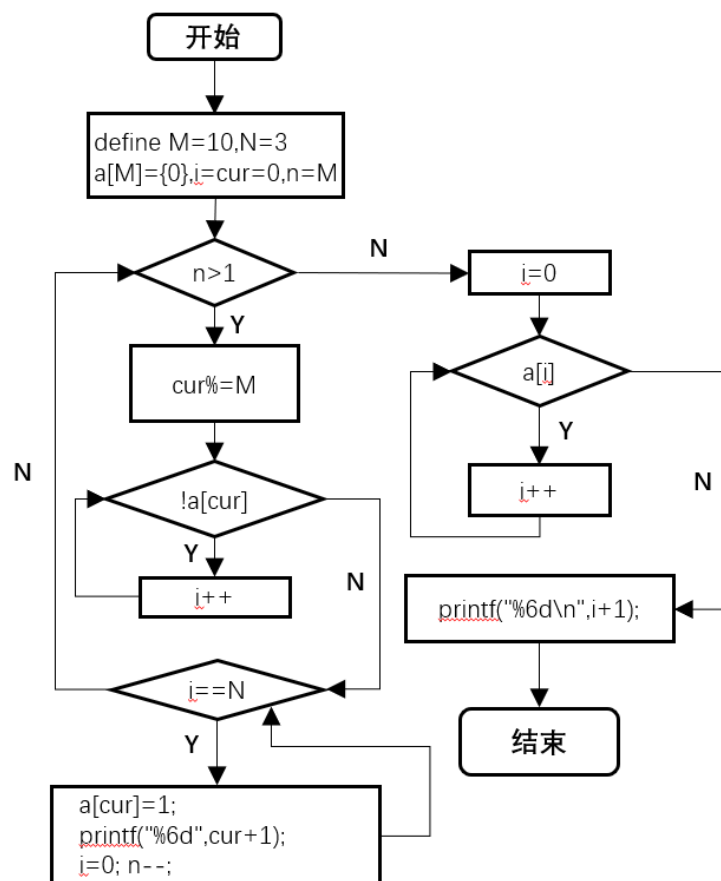 开始
define M=10,N=3
a[M]={0},i=cur=0,n=M
n>1
N
i=0
Y
cur%=M
a[i]
Y
N
N
!a[cur]
i++
Y
N
i++
printf("%6d\n",i+1);
i==N
Y
结束
a[cur]=1;
printf("%6d",cur+1);
i=0; n--;